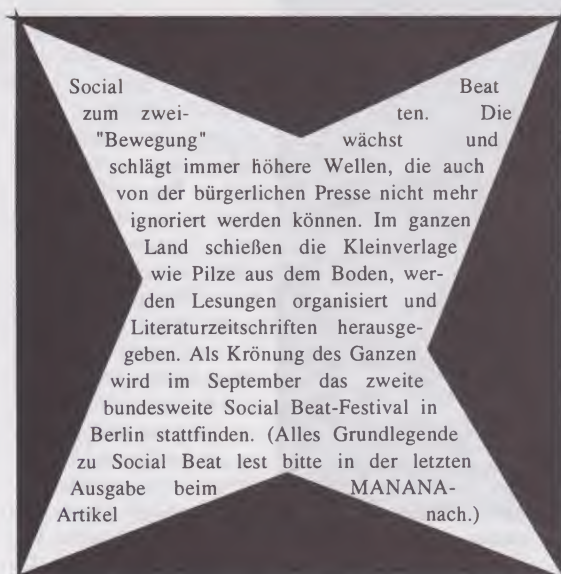 Social Beat
zum zwei- ten. Die
"Bewegung" wächst und
schlägt immer höhere Wellen, die auch
von der bürgerlichen Presse nicht mehr
ignoriert werden können. Im ganzen
Land schießen die Kleinverlage
wie Pilze aus dem Boden, wer-
den Lesungen organisiert und
Literaturzeitschriften herausge-
geben. Als Krönung des Ganzen
wird im September das zweite
bundesweite Social Beat-Festival in
Berlin stattfinden. (Alles Grundlegende
zu Social Beat lest bitte in der letzten
Ausgabe beim MANANA-
Artikel nach.)